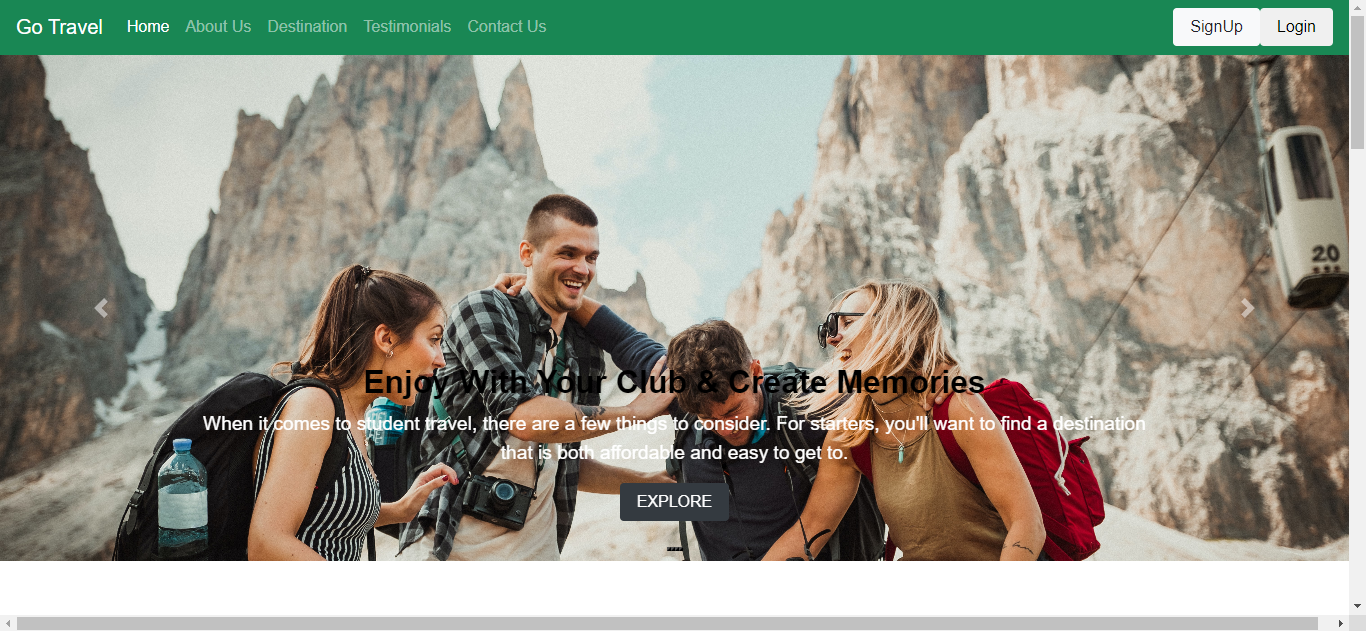 Go Travel Home About Us Destination Testimonials Contact Us SignUp Login
20
Enjoy With Your Club & Create Memories
When it comes to student travel, there are a few things to consider. For starters, you'll want to find a destination
that is both affordable and easy to get to.
EXPLORE